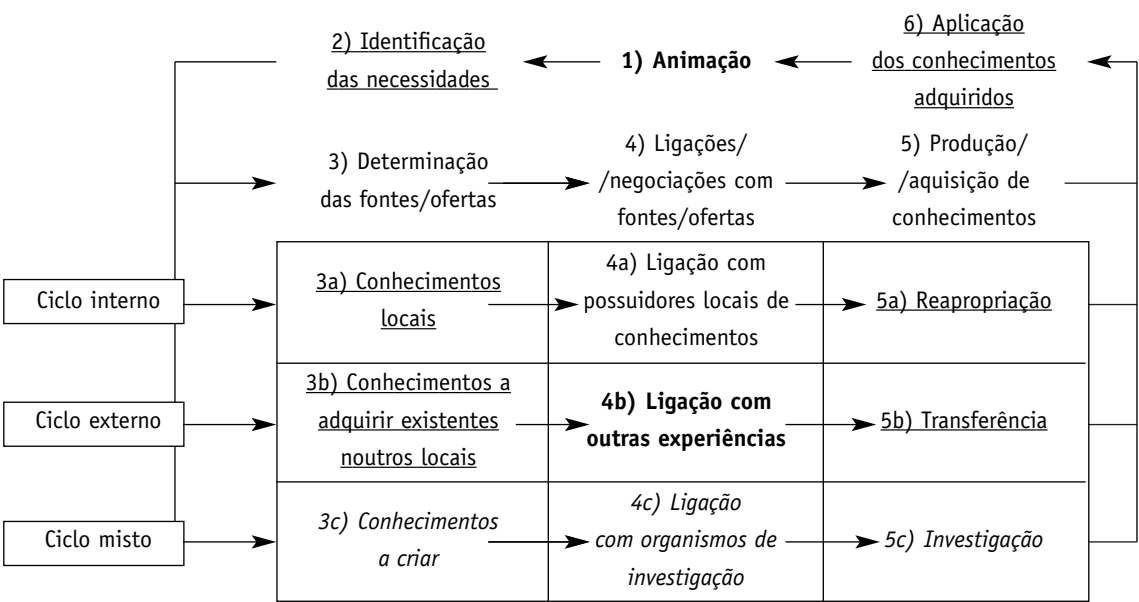 2) Identificação
das necessidades
1) Animação
6) Aplicação
dos conhecimentos
adquiridos
3) Determinação
das fontes/ofertas
4) Ligações/
/negociações com
fontes/ofertas
5) Produção/
/aquisição de
conhecimentos
Ciclo interno
3a) Conhecimentos
locais
4a) Ligação com
possuidores locais de
conhecimentos
5a) Reapropriação
Ciclo externo
3b) Conhecimentos a
adquirir existentes
noutros locais
4b) Ligação com
outras experiências
5b) Transferência
Ciclo misto
3c) Conhecimentos
a criar
4c) Ligação
com organismos de
investigação
5c) Investigação